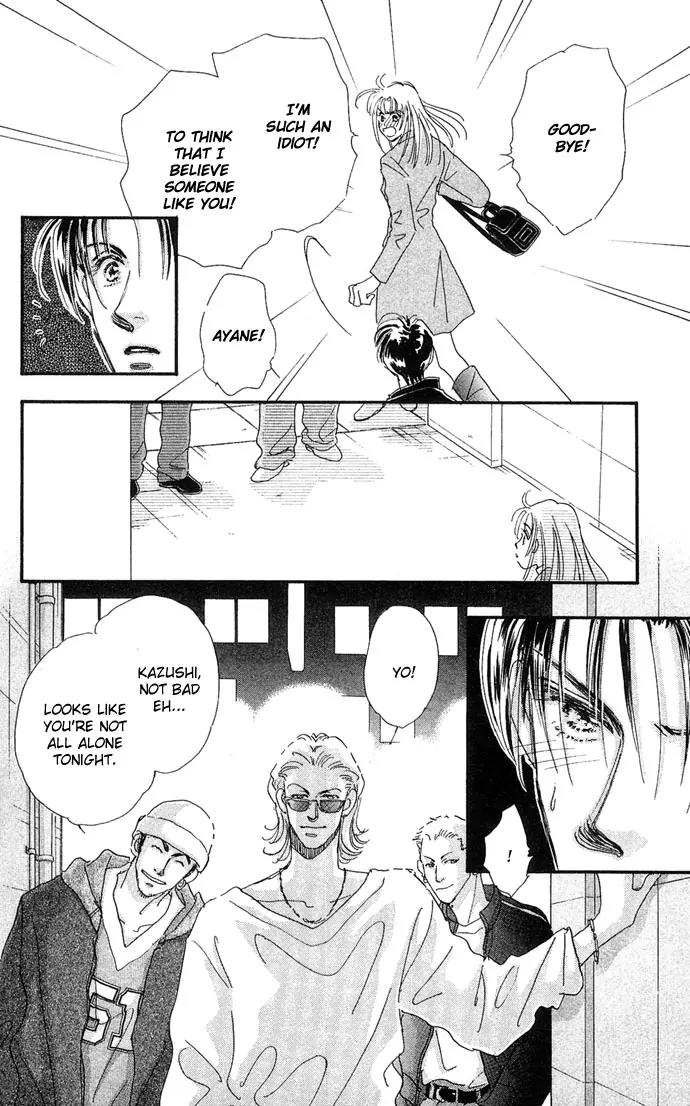 GOOD-
BYE!
I'M
SUCH AN
IDIOT!
TO THINK
THAT I
BELIEVE
SOMEONE
LIKE YOU!
AYANE!
YO!
!
KAZUSHI,
NOT BAD
EH...
LOOKS LIKE
YOU'RE NOT
ALL ALONE
TONIGHT.
51